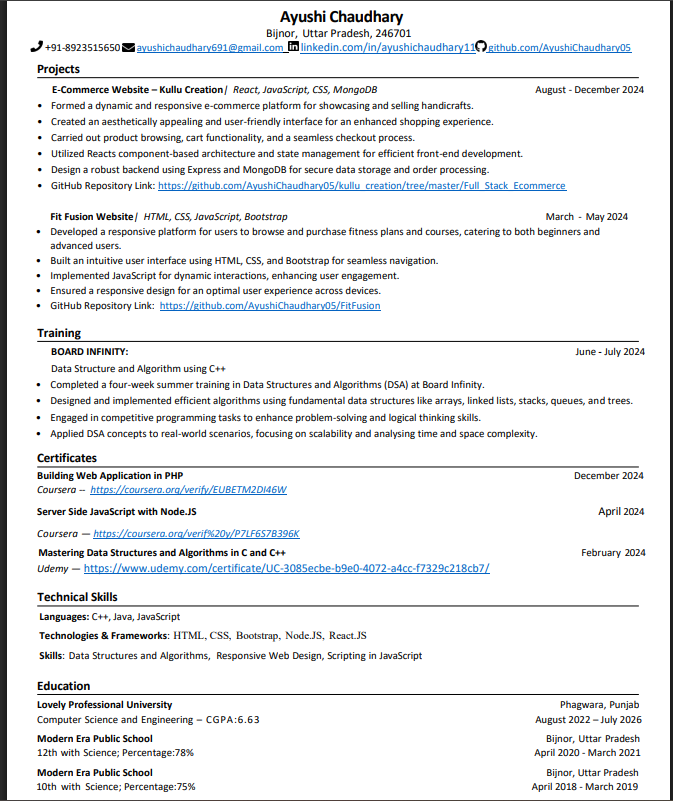 Ayushi Chaudhary
Bijnor, Uttar Pradesh, 246701
+91-8923515650 ayushichaudhary691@gmail.com linkedin.com/in/ayushichaudhary11 github.com/AyushiChaudhary05
Projects
E-Commerce Website – Kullu Creation| React, JavaScript, CSS, MongoDB August - December 2024
• Formed a dynamic and responsive e-commerce platform for showcasing and selling handicrafts.
• Created an aesthetically appealing and user-friendly interface for an enhanced shopping experience.
• Carried out product browsing, cart functionality, and a seamless checkout process.
• Utilized Reacts component-based architecture and state management for efficient front-end development.
• Design a robust backend using Express and MongoDB for secure data storage and order processing.
• GitHub Repository Link: https://github.com/AyushiChaudhary05/kullu_creation/tree/master/Full_Stack_Ecommerce
Fit Fusion Website| HTML, CSS, JavaScript, Bootstrap March - May 2024
• Developed a responsive platform for users to browse and purchase fitness plans and courses, catering to both beginners and
advanced users.
• Built an intuitive user interface using HTML, CSS, and Bootstrap for seamless navigation.
• Implemented JavaScript for dynamic interactions, enhancing user engagement.
• Ensured a responsive design for an optimal user experience across devices.
• GitHub Repository Link: https://github.com/AyushiChaudhary05/FitFusion
Training
BOARD INFINITY: June - July 2024
Data Structure and Algorithm using C++
• Completed a four-week summer training in Data Structures and Algorithms (DSA) at Board Infinity.
• Designed and implemented efficient algorithms using fundamental data structures like arrays, linked lists, stacks, queues, and trees.
• Engaged in competitive programming tasks to enhance problem-solving and logical thinking skills.
• Applied DSA concepts to real-world scenarios, focusing on scalability and analysing time and space complexity.
Certificates
Building Web Application in PHP December 2024
Coursera -- https://coursera.org/verify/EUBETM2DI46W
Server Side JavaScript with Node.JS April 2024
Coursera — https://coursera.org/verif%20y/P7LF6S7B396K
Mastering Data Structures and Algorithms in C and C++ February 2024
Udemy — https://www.udemy.com/certificate/UC-3085ecbe-b9e0-4072-a4cc-f7329c218cb7/
Technical Skills
Languages: C++, Java, JavaScript
Technologies & Frameworks: HTML, CSS, Bootstrap, Node.JS, React.JS
Skills: Data Structures and Algorithms, Responsive Web Design, Scripting in JavaScript
Education
Lovely Professional University Phagwara, Punjab
Computer Science and Engineering – CGPA:6.63 August 2022 – July 2026
Modern Era Public School Bijnor, Uttar Pradesh
12th with Science; Percentage:78% April 2020 - March 2021
Modern Era Public School Bijnor, Uttar Pradesh
10th with Science; Percentage:75% April 2018 - March 2019